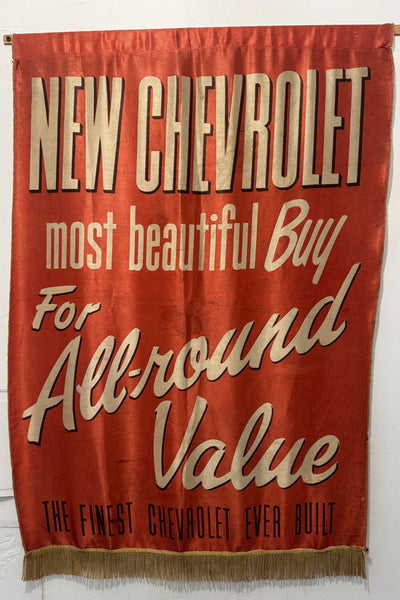 NEW CHEVROLET
most beautiful Buy
For
All-round
Value
THE FINEST CHEVROLET EVER BUILT